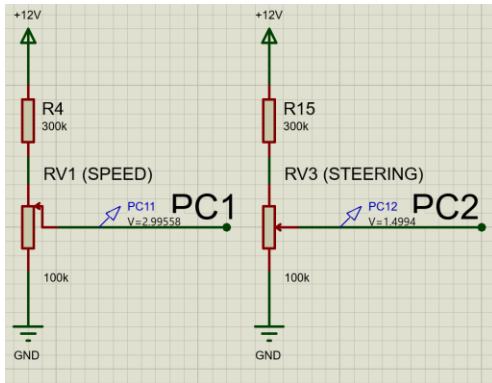 +12V
+12V
R4
300k
R15
300k
RV1 (SPEED)
RV3 (STEERING)
PC11
V=2.99558
PC1
PC12
V=1.4994
PC2
100k
100k
GND
GND